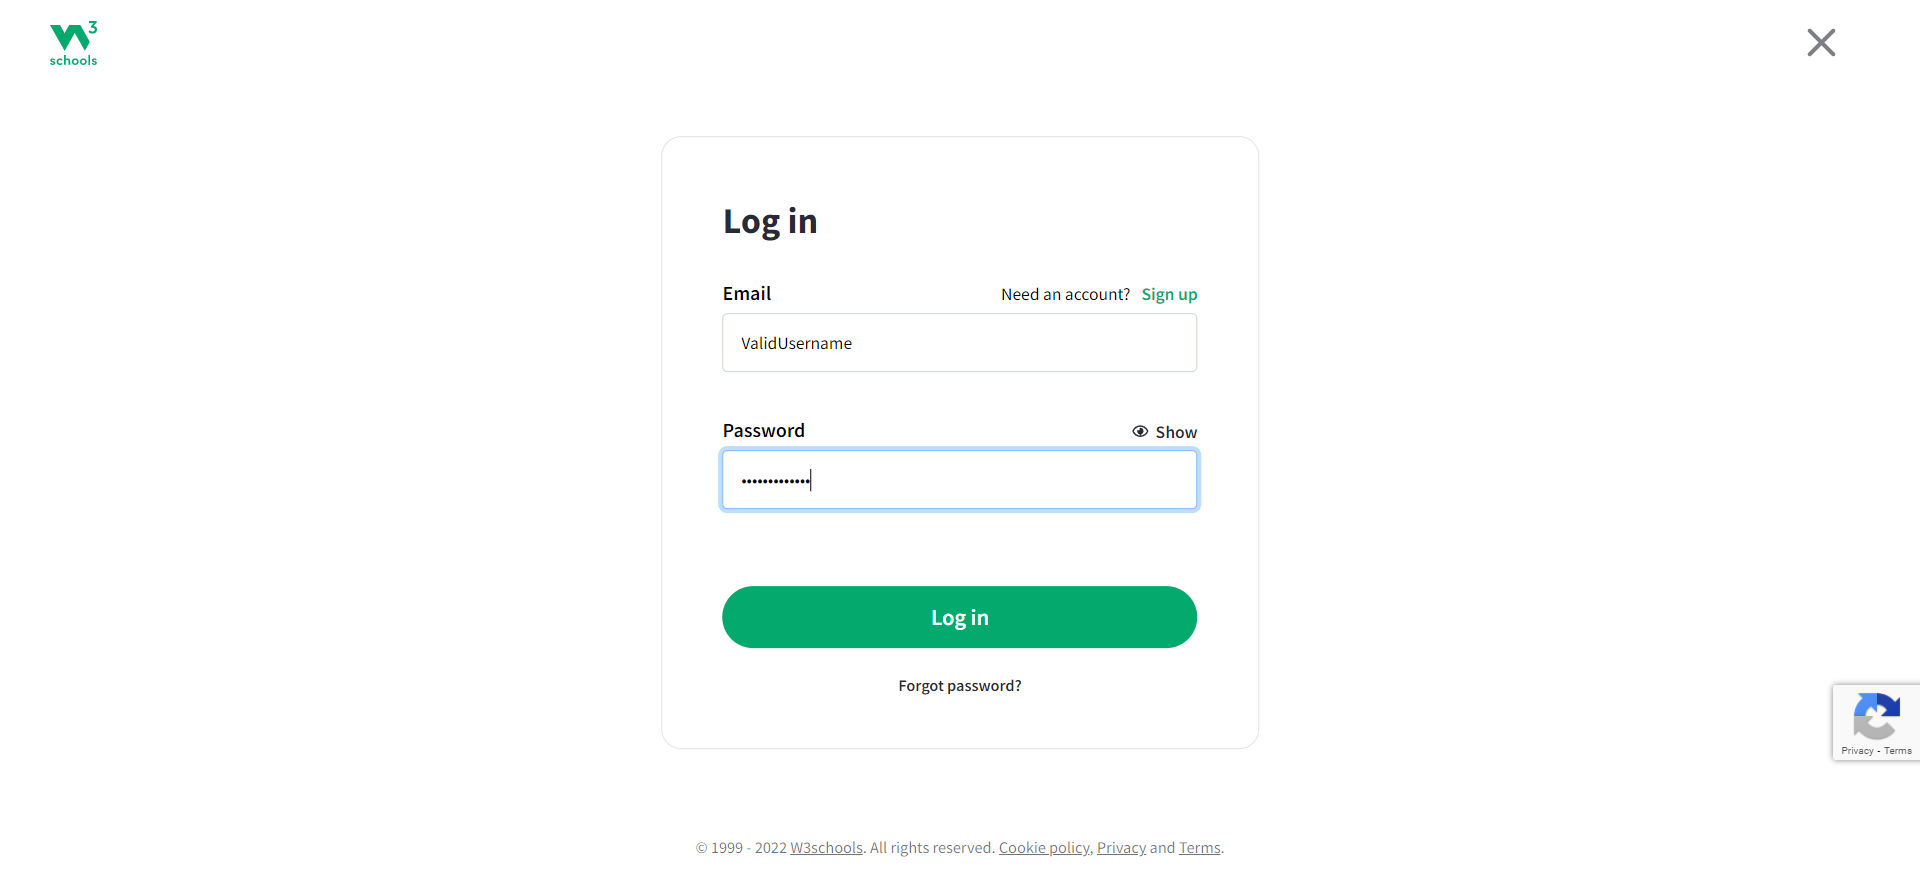 3
schools
Log in
Email
Need an account? Sign up
ValidUsername
Password
Show
•••••••••••••
Log in
Forgot password?
Privacy - Terms
© 1999 - 2022 W3schools. All rights reserved. Cookie policy, Privacy and Terms.